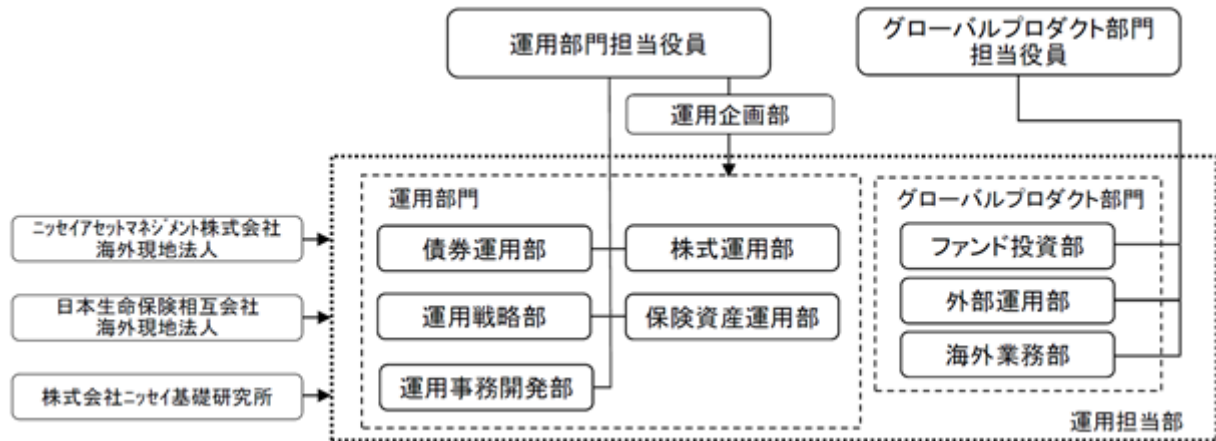 運用部門担当役員
グローバルプロダクト部門
担当役員
運用企画部
運用部門
グローバルプロダクト部門
ニッセイアセットマネジメント株式会社
海外現地法人
債券運用部
株式運用部
ファンド投資部
日本生命保険相互会社
海外現地法人
運用戦略部
保険資産運用部
外部運用部
海外業務部
株式会社ニッセイ基礎研究所
運用事務開発部
運用担当部